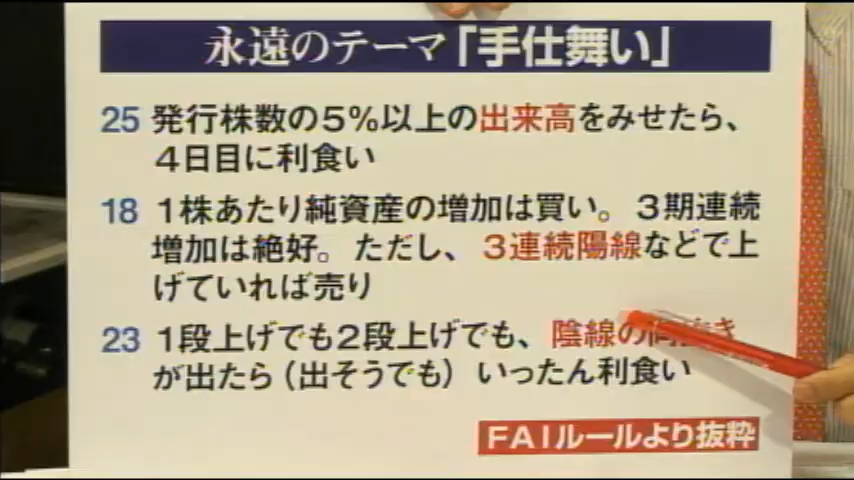 永遠のテーマ「手仕舞い」
25 発行株数の5%以上の出来高をみせたら、
4日目に利食い
18 1株あたり純資産の増加は買い。3期連続
増加は絶好。ただし、3連続陽線などで上
げていれば売り
23 1段上げでも2段上げでも、陰線の
が出たら(出そうでも)いったん利食い
FAIルールより抜粋